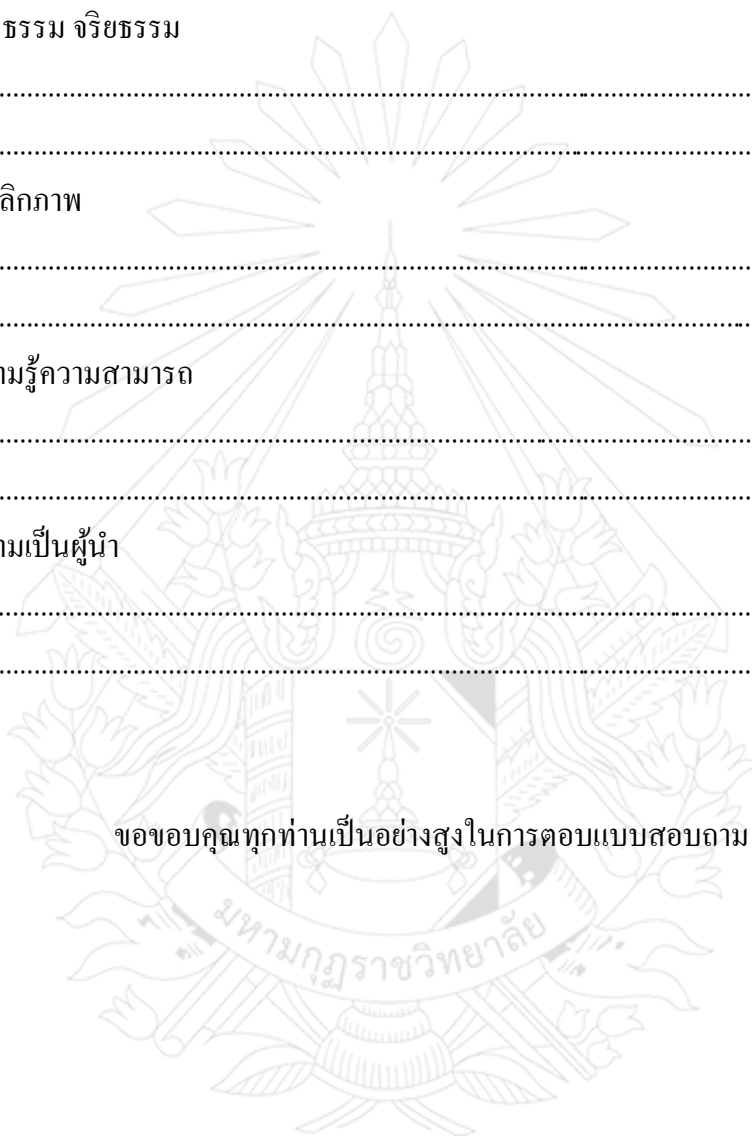 ธรรม จริยธรรม
........................................................................................................................
........................................................................................................................
ลิกภาพ
........................................................................................................................
........................................................................................................................
ามรู้ความสามารถ
........................................................................................................................
........................................................................................................................
ามเป็นผู้นำ
........................................................................................................................
........................................................................................................................
ขอขอบคุณทุกท่านเป็นอย่างสูงในการตอบแบบสอบถาม
มหามกุฏราชวิทยาลัย